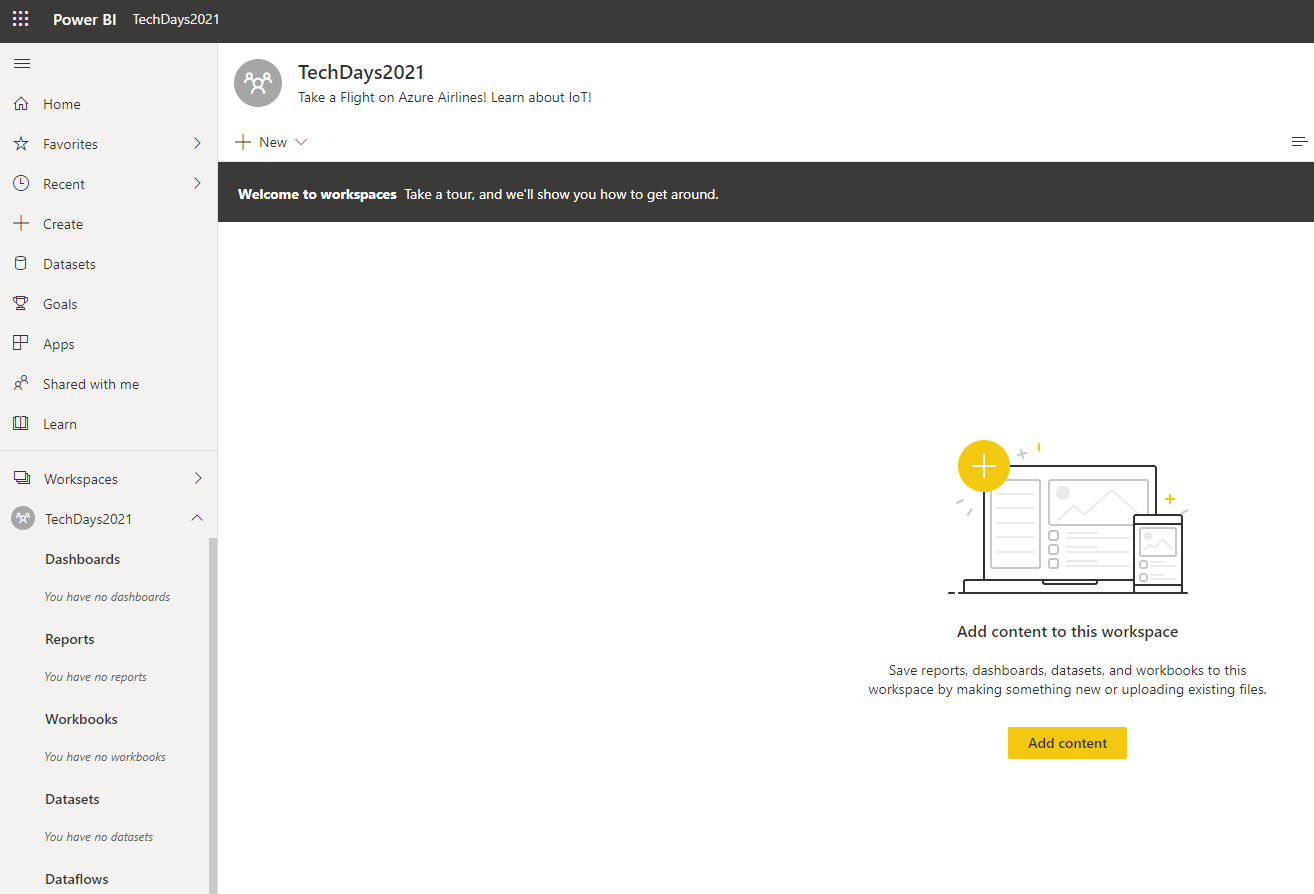 Power BI TechDays2021
Home
Favorites
Recent
Create
Datasets
Goals
Apps
Shared with me
Learn
Workspaces
TechDays2021
Dashboards
You have no dashboards
Reports
You have no reports
Workbooks
You have no workbooks
Datasets
You have no datasets
Dataflows
TechDays2021
Take a Flight on Azure Airlines! Learn about IoT!
New
Welcome to workspaces Take a tour, and we'll show you how to get around.
Add content to this workspace
Save reports, dashboards, datasets, and workbooks to this
workspace by making something new or uploading existing files.
Add content